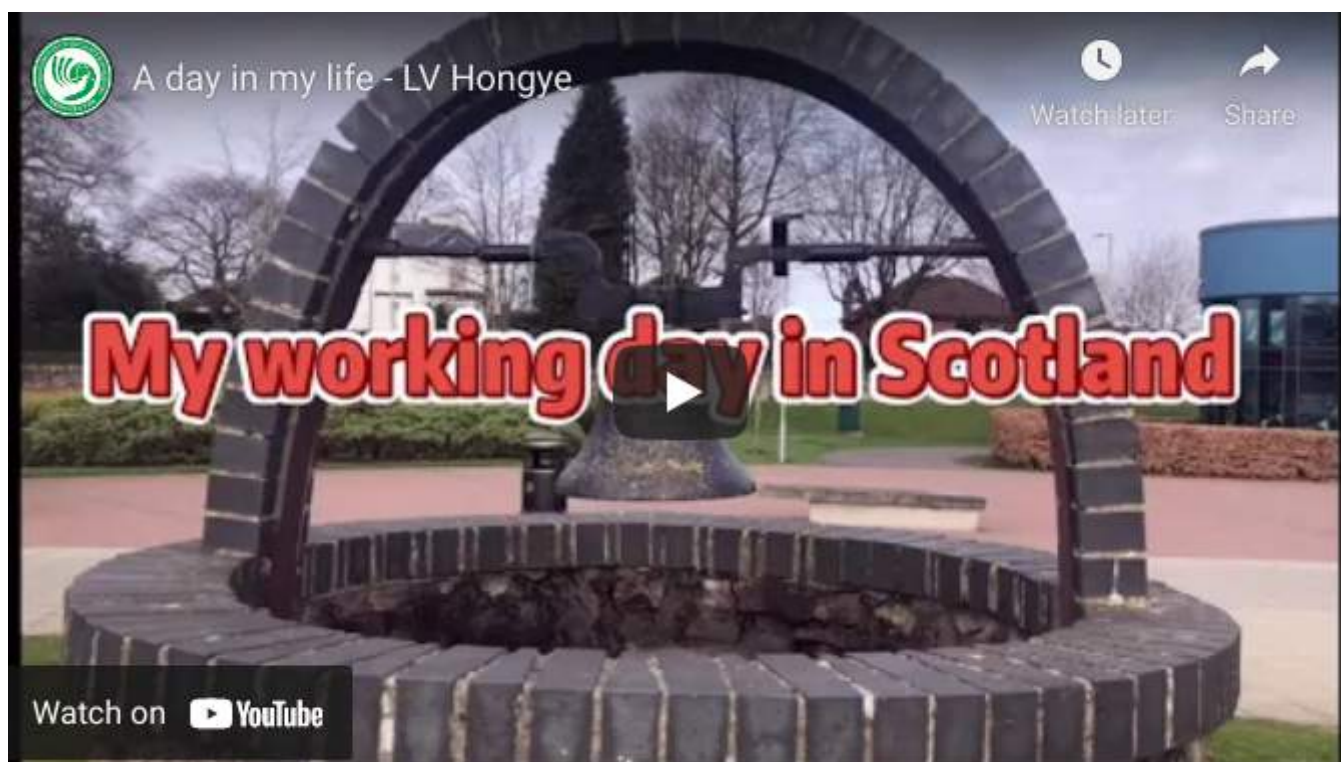 A day in my life - LV Hongye
Watch later
Share
My working day in Scotland
Watch on YouTube